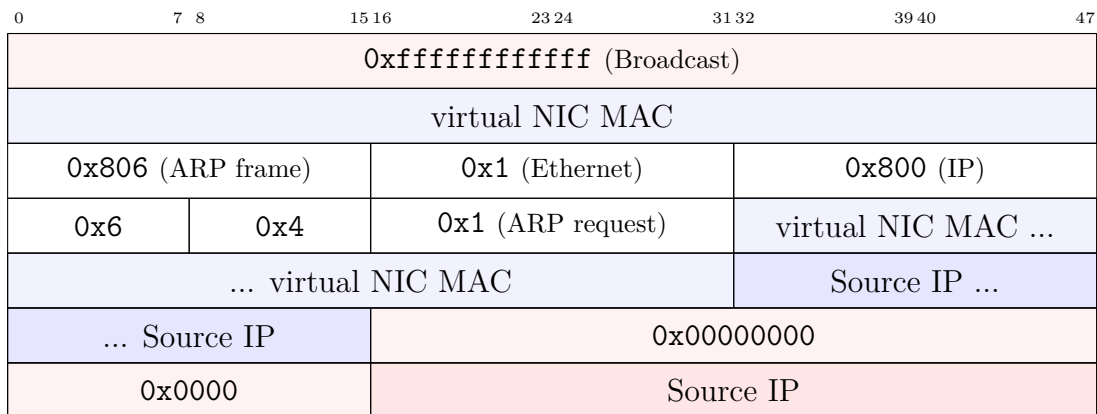 0 7 8 15 16 23 24 31 32 39 40 47
0xffffffffffff (Broadcast)
virtual NIC MAC
0x806 (ARP frame) 0x1 (Ethernet) 0x800 (IP)
0x6 0x4 0x1 (ARP request) virtual NIC MAC ...
... virtual NIC MAC Source IP ...
... Source IP 0x00000000
0x0000 Source IP